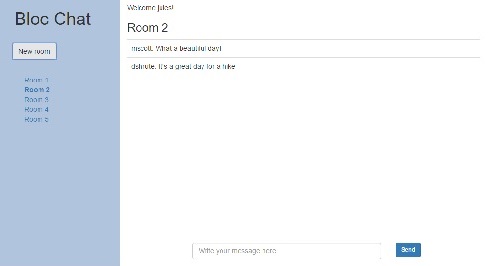 Bloc Chat
New room
Room 1
Room 2
Room 3
Room 4
Room 5
Welcome jules!
Room 2
mscott: What a beautiful day!
dshrute: It's a great day for a hike
Write your message here
Send